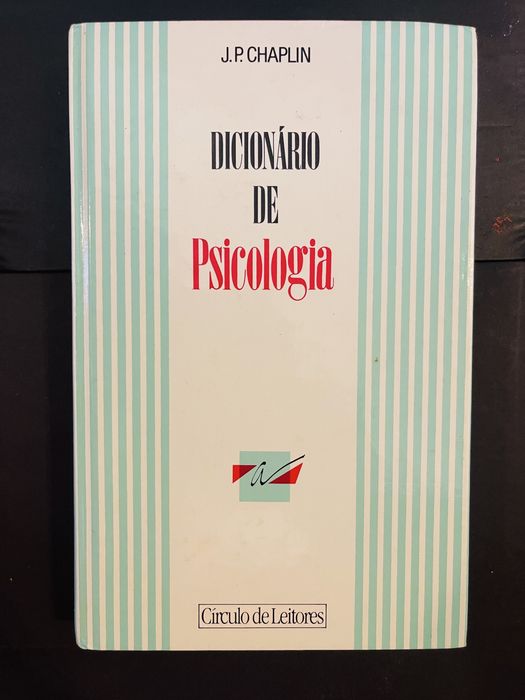 J.P. CHAPLIN
DICIONÁRIO
DE
Psicologia
a
Círculo de Leitores